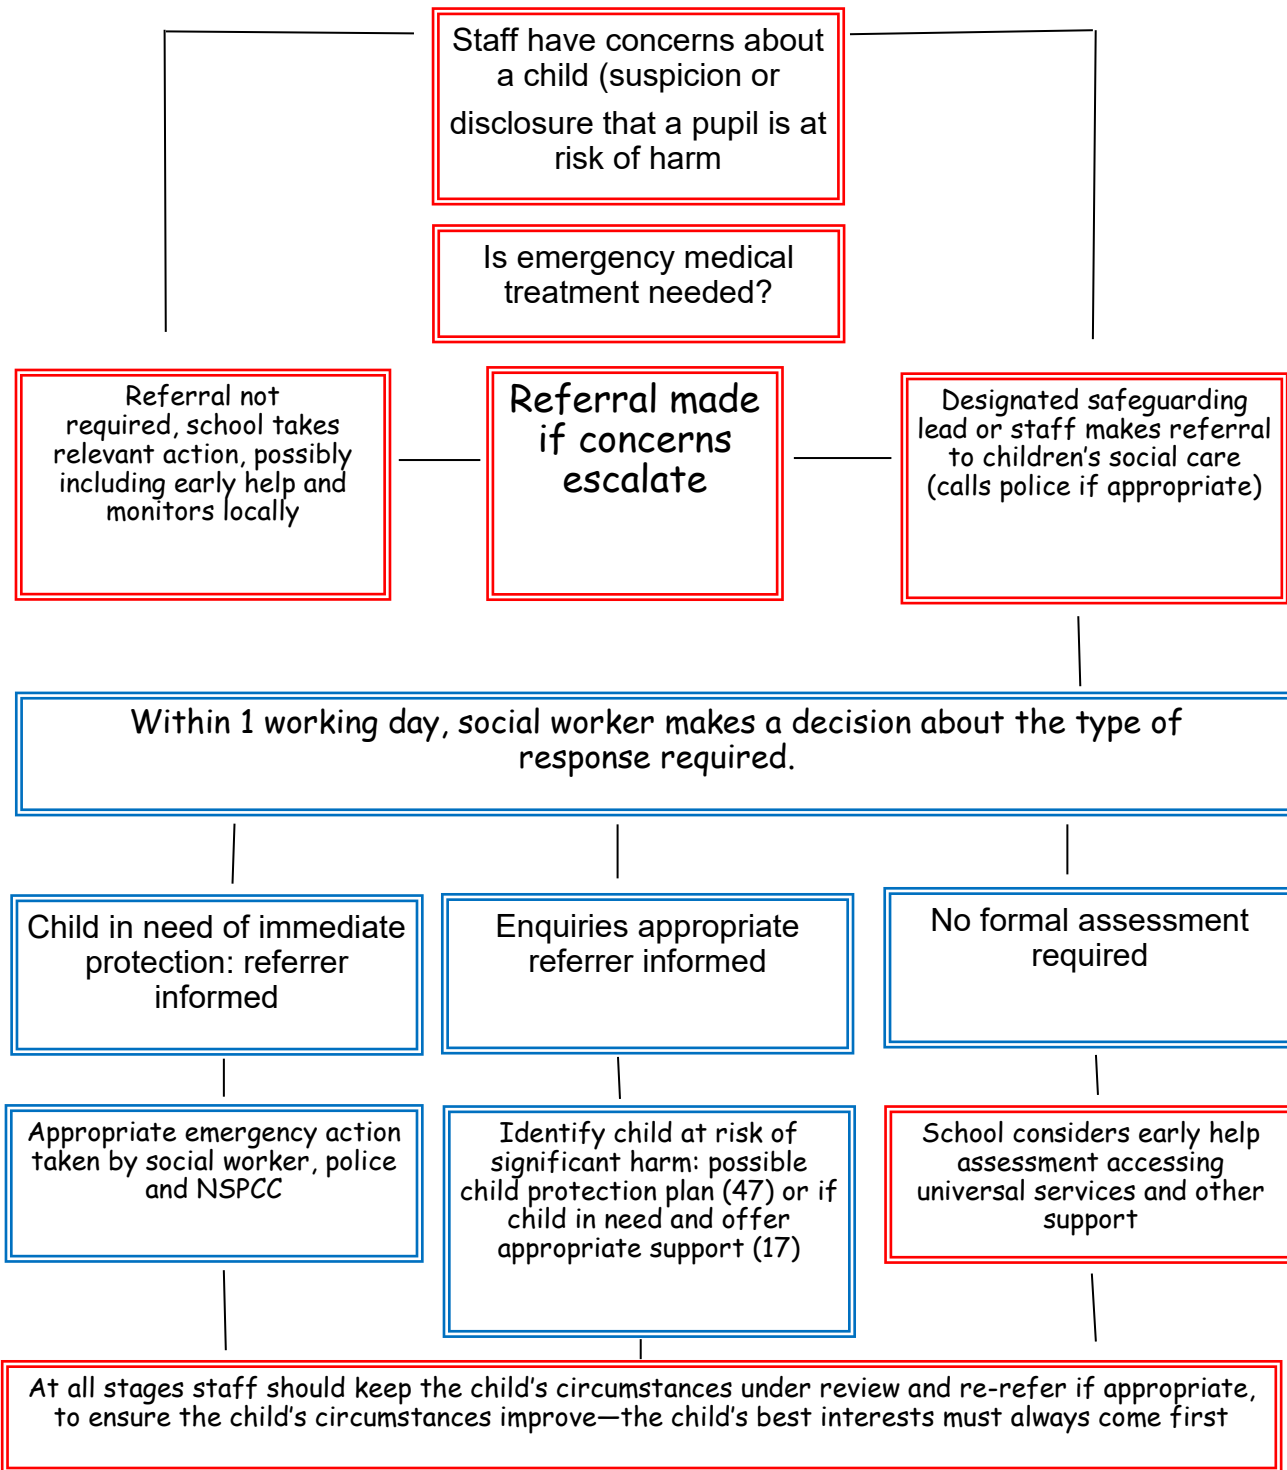 Staff have concerns about
a child (suspicion or
disclosure that a pupil is at
risk of harm
Is emergency medical
treatment needed?
Referral not
required, school takes
relevant action, possibly
including early help and
monitors locally
Referral made
if concerns
escalate
Designated safeguarding
lead or staff makes referral
to children's social care
(calls police if appropriate)
Within 1 working day, social worker makes a decision about the type of
response required.
Child in need of immediate
protection: referrer
informed
Enquiries appropriate
referrer informed
No formal assessment
required
Appropriate emergency action
taken by social worker, police
and NSPCC
Identify child at risk of
significant harm: possible
child protection plan (47) or if
child in need and offer
appropriate support (17)
School considers early help
assessment accessing
universal services and other
support
At all stages staff should keep the child's circumstances under review and re-refer if appropriate,
to ensure the child's circumstances improve—the child's best interests must always come first